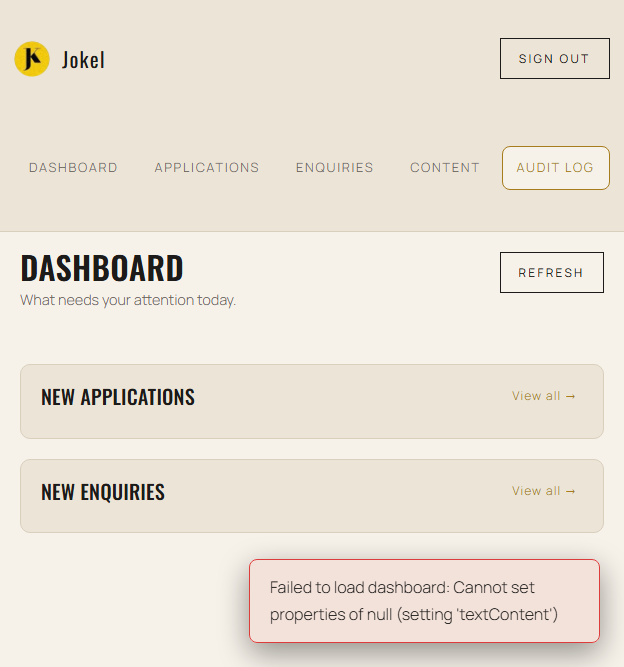 JK
Jokel
SIGN OUT
DASHBOARD
APPLICATIONS
ENQUIRIES
CONTENT
AUDIT LOG
DASHBOARD
REFRESH
What needs your attention today.
NEW APPLICATIONS
View all →
NEW ENQUIRIES
View all →
Failed to load dashboard: Cannot set
properties of null (setting 'textContent')